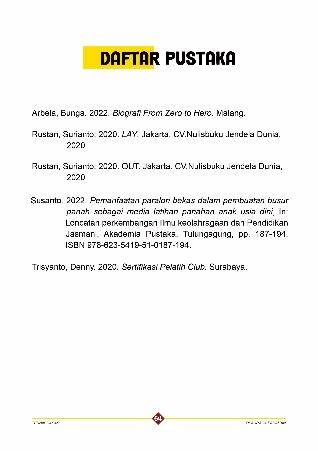 DAFTAR PUSTAKA
Arbela, Bunga. 2022. Biografi From Zero to Hero. Malang.
Rustan, Surianto. 2020. LAY. Jakarta. CV.Nulisbuku Jendela Dunia,
2020
Rustan, Surianto. 2020. OUT. Jakarta. CV.Nulisbuku Jendela Dunia,
2020
Susanto. 2022. Pemanfaatan paralon bekas dalam pembuatan busur
panah sebagai media latihan panahan anak usia dini, In:
Loncatan perkembangan Ilmu keolahragaan dan Pendidikan
Jasmani. Akademia Pustaka, Tulungagung, pp. 187-194.
ISBN 978-623-5419-51-0187-194.
Trisyanto, Denny. 2020. Sertifikasi Pelatih Club. Surabaya.